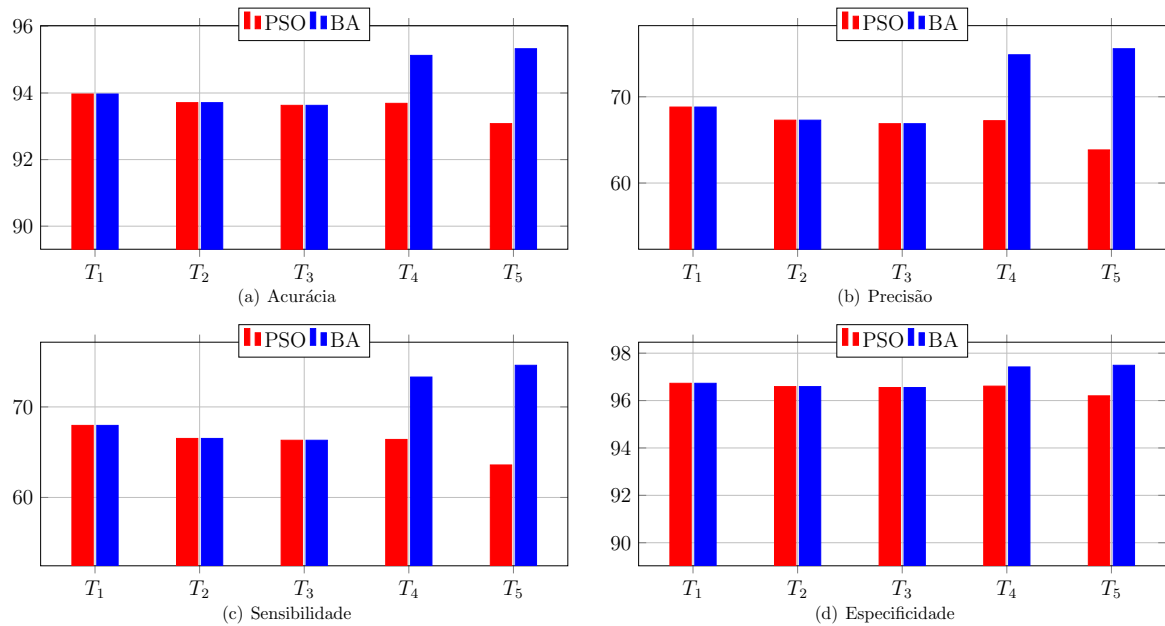 PSO BA
96
94
92
90
T1 T2 T3 T4 T5
(a) Acurácia
PSO BA
70
60
T1 T2 T3 T4 T5
(b) Precisão
PSO BA
70
60
T1 T2 T3 T4 T5
(c) Sensibilidade
PSO BA
98
96
94
92
90
T1 T2 T3 T4 T5
(d) Especificidade